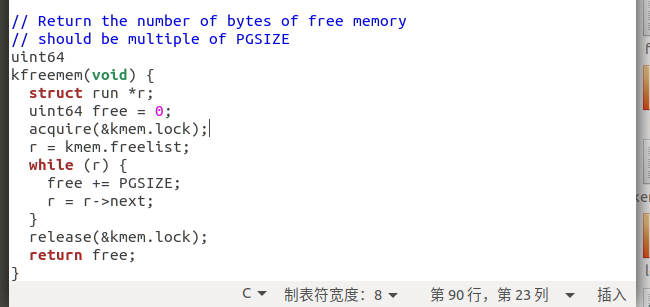 // Return the number of bytes of free memory
// should be multiple of PGSIZE
uint64
kfreemem(void) {
  struct run *r;
  uint64 free = 0;
  acquire(&kmem.lock);
  r = kmem.freelist;
  while (r) {
    free += PGSIZE;
    r = r->next;
  }
  release(&kmem.lock);
  return free;
}
C 制表符宽度：8 第 90 行，第 23 列 插入